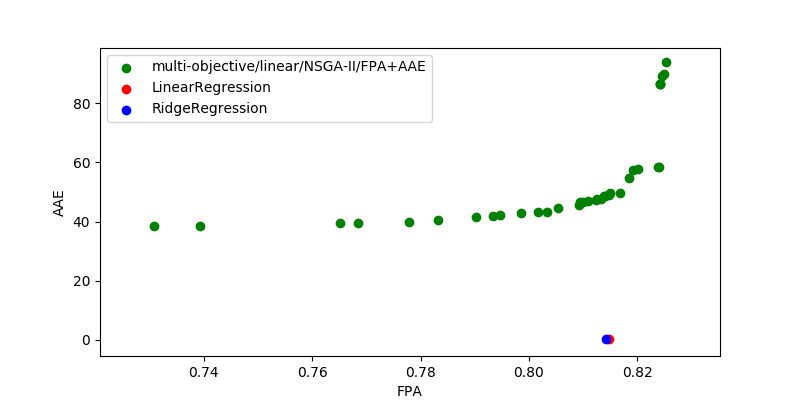 multi-objective/linear/NSGA-II/FPA+AAE
LinearRegression
RidgeRegression
80
60
40
20
0
AAE
0.74 0.76 0.78 0.80 0.82
FPA